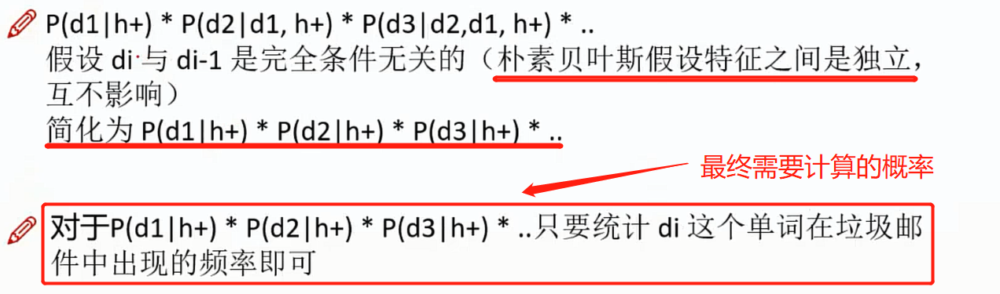 P(d1|h+) * P(d2|d1, h+) * P(d3|d2,d1, h+) * ..
假设 di 与 di-1 是完全条件无关的（朴素贝叶斯假设特征之间是独立，
互不影响）
简化为 P(d1|h+) * P(d2|h+) * P(d3|h+) * ..
最终需要计算的概率
对于P(d1|h+) * P(d2|h+) * P(d3|h+) * ..只要统计 di 这个单词在垃圾邮
件中出现的频率即可